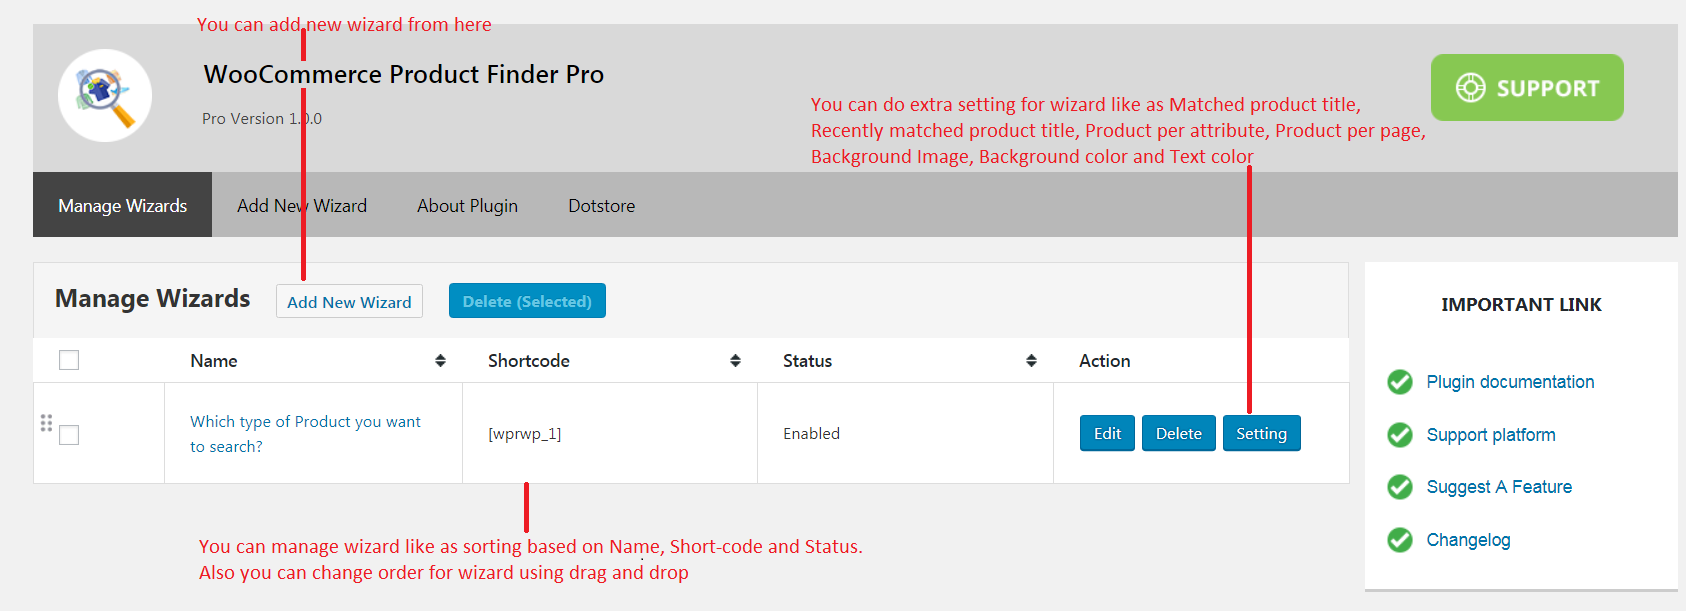 You can add new wizard from here
WooCommerce Product Finder Pro
Pro Version 1.0.0
You can do extra setting for wizard like as Matched product title,
Recently matched product title, Product per attribute, Product per page,
Background Image, Background color and Text color
SUPPORT
Manage Wizards
Add New Wizard
About Plugin
Dotstore
Manage Wizards
Add New Wizard
Delete (Selected)
Name
Shortcode
Status
Action
Which type of Product you want
to search?
[wprwp_1]
Enabled
Edit
Delete
Setting
You can manage wizard like as sorting based on Name, Short-code and Status.
Also you can change order for wizard using drag and drop
IMPORTANT LINK
Plugin documentation
Support platform
Suggest A Feature
Changelog